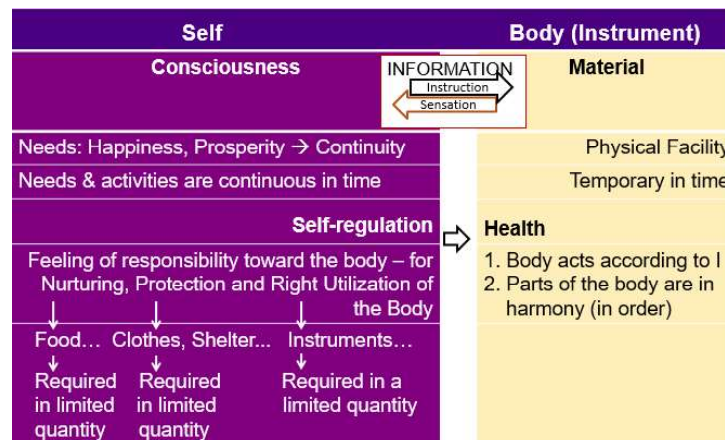 Self
Body (Instrument)
Consciousness
INFORMATION
Instruction
Sensation
Material
Needs: Happiness, Prosperity → Continuity
Physical Facility
Needs & activities are continuous in time
Temporary in time
Self-regulation
Health
Feeling of responsibility toward the body – for
Nurturing, Protection and Right Utilization of
the Body
1. Body acts according to I
2. Parts of the body are in
harmony (in order)
Food…
Clothes, Shelter...
Instruments…
Required
in limited
quantity
Required
in limited
quantity
Required in a
limited quantity